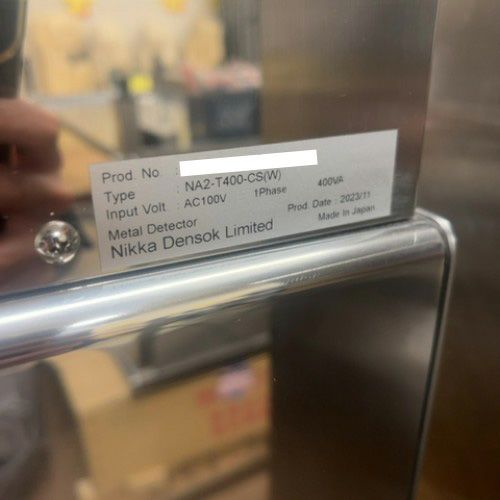 Prod. No. :
Type : NA2-T400-CS(W)
Input Volt : AC100V 1Phase 400VA
Metal Detector Prod. Date : 2023/11
Nikka Densok Limited Made In Japan